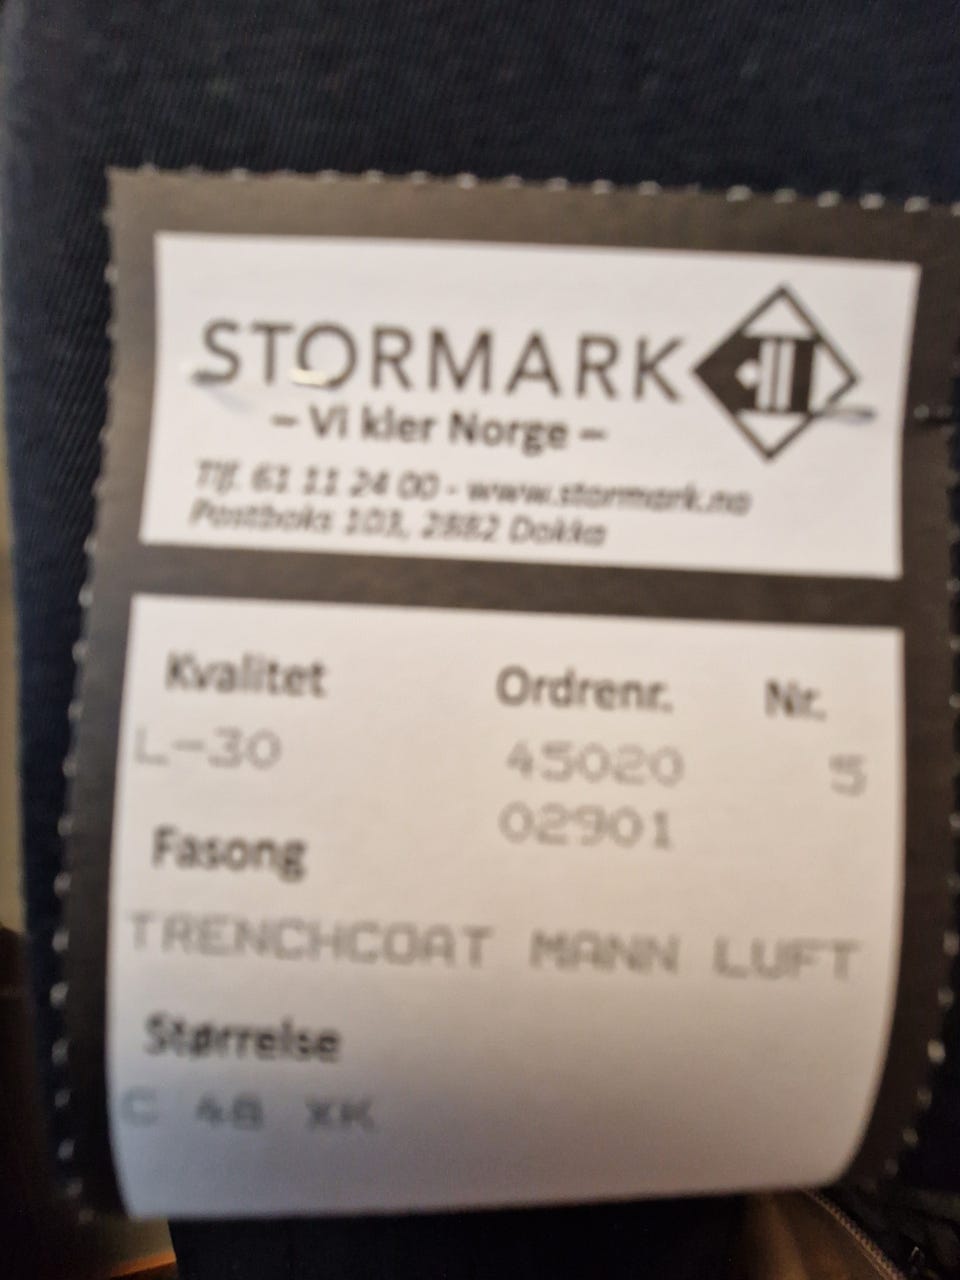 STORMARK
– Vi kler Norge –
Tlf. 61 11 24 00 - www.stormark.no
Postboks 103, 2882 Dokka
Kvalitet Ordrenr. Nr.
L-30 45020 5
02901
Fasong
TRENCHCOAT MANN LUFT
Størrelse
C 48 XK